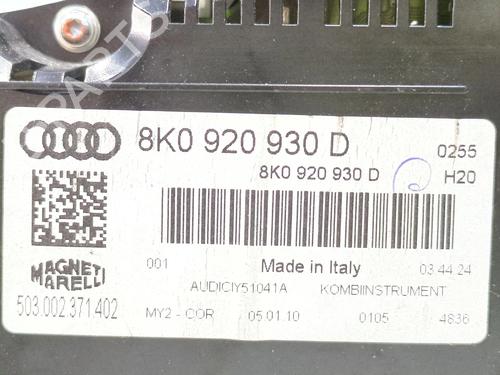 8K0 920 930 D
0255
8K0 920 930 D
H20
001
Made in Italy
03:44:24
MAGNETI
MARELLI
AUDICIY51041A
KOMBIINSTRUMENT
503.002.371.402
MY2 - COR
05.01.10
0105
4836